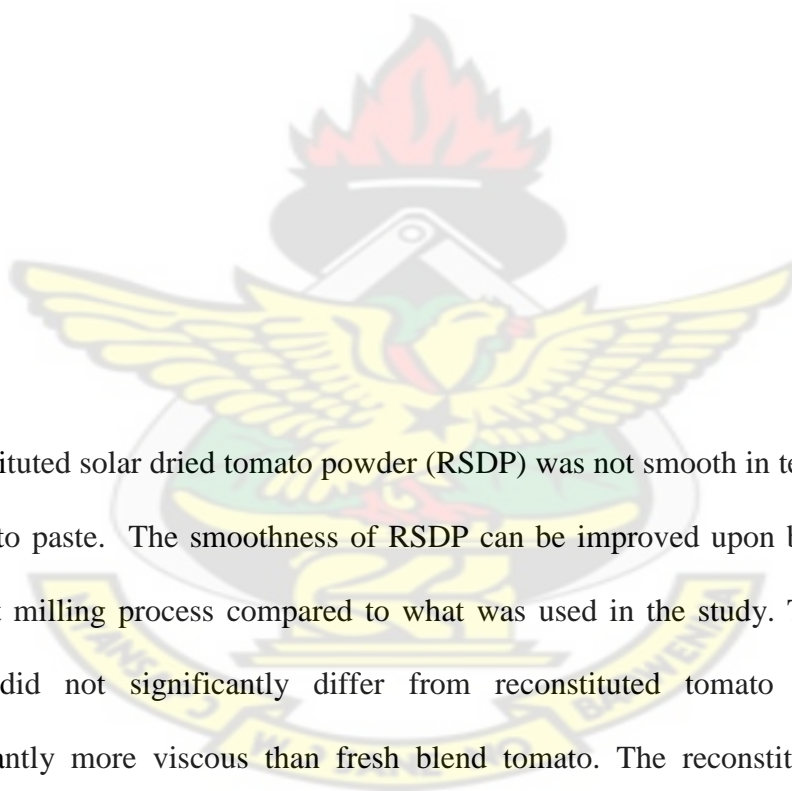 ituted solar dried tomato powder (RSDP) was not smooth in te
to paste. The smoothness of RSDP can be improved upon b
t milling process compared to what was used in the study. T
did not significantly differ from reconstituted tomato
antly more viscous than fresh blend tomato. The reconstit